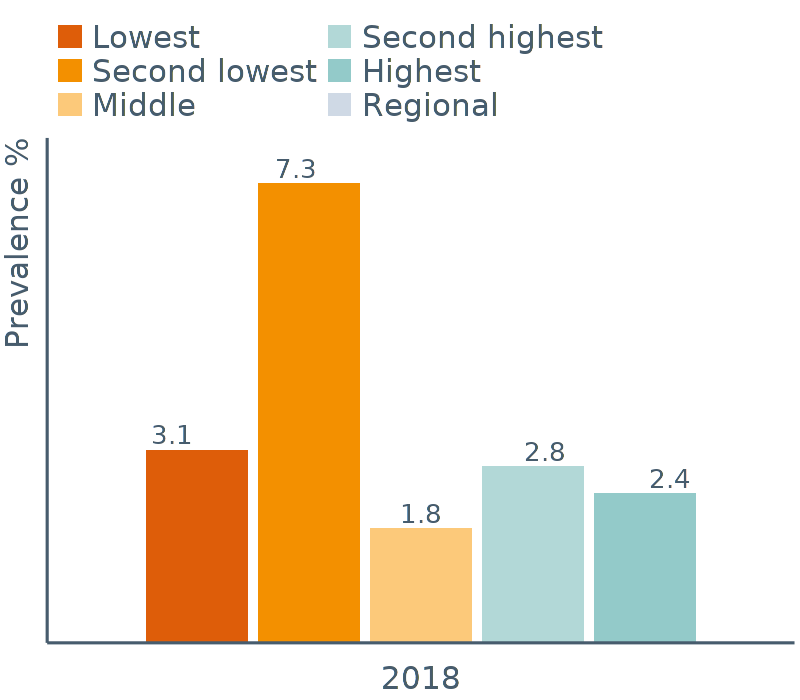 Lowest
Second lowest
Middle
Second highest
Highest
Regional
Prevalence %
7.3
3.1
2.8
2.4
1.8
2018